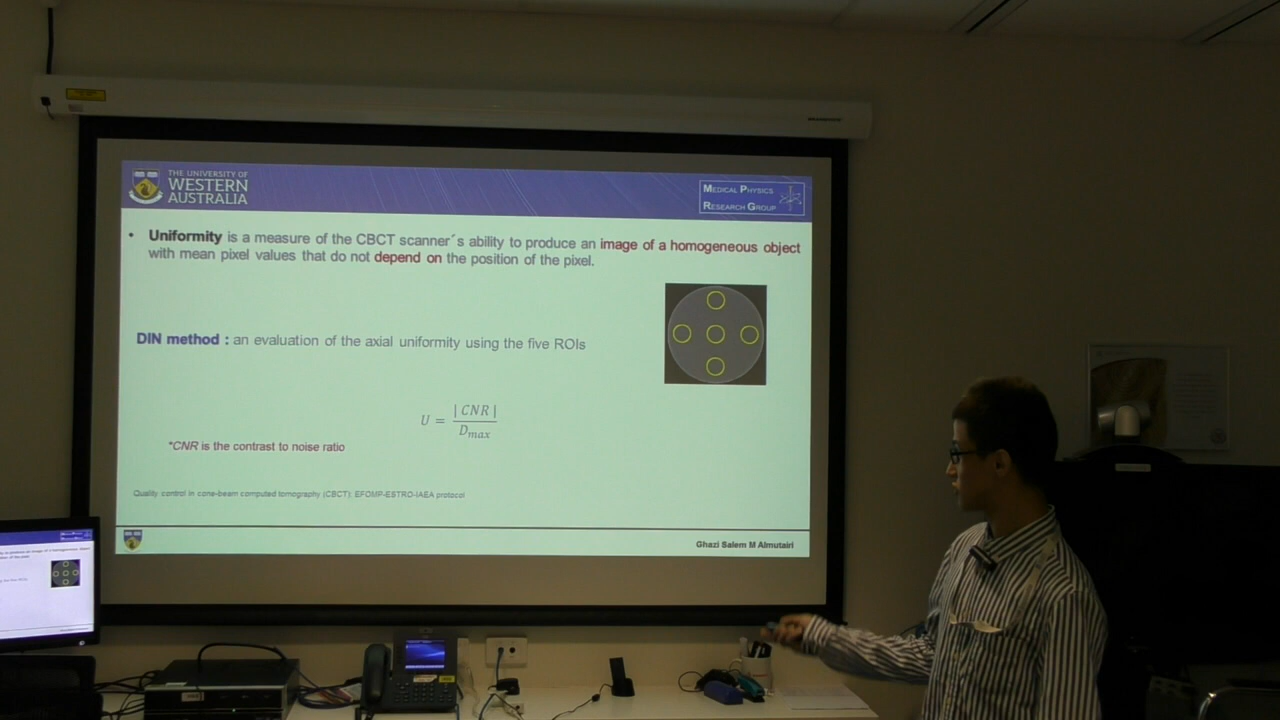 THE UNIVERSITY OF
WESTERN
AUSTRALIA
MEDICAL PHYSICS
RESEARCH GROUP
• Uniformity is a measure of the CBCT scanner´s ability to produce an image of a homogeneous object
with mean pixel values that do not depend on the position of the pixel.
DIN method : an evaluation of the axial uniformity using the five ROIs
U = | CNR | / Dmax
*CNR is the contrast to noise ratio
Quality control in cone-beam computed tomography (CBCT): EFOMP-ESTRO-IAEA protocol
Ghazi Salem M Almutairi